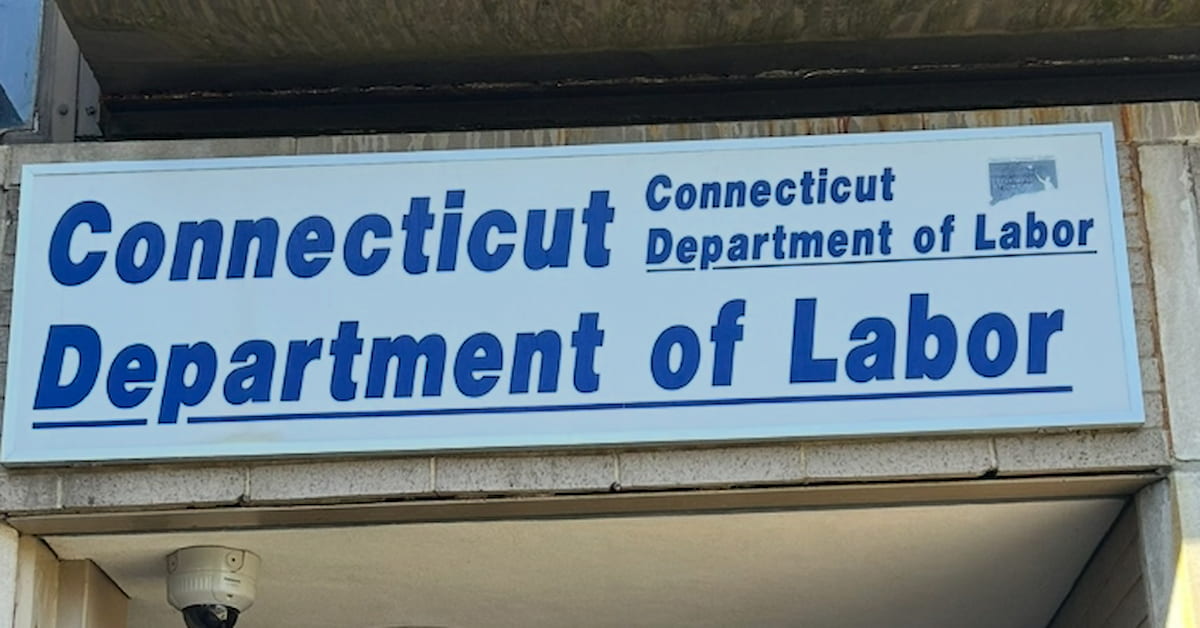 Connecticut
Department of Labor
Connecticut
Department of Labor